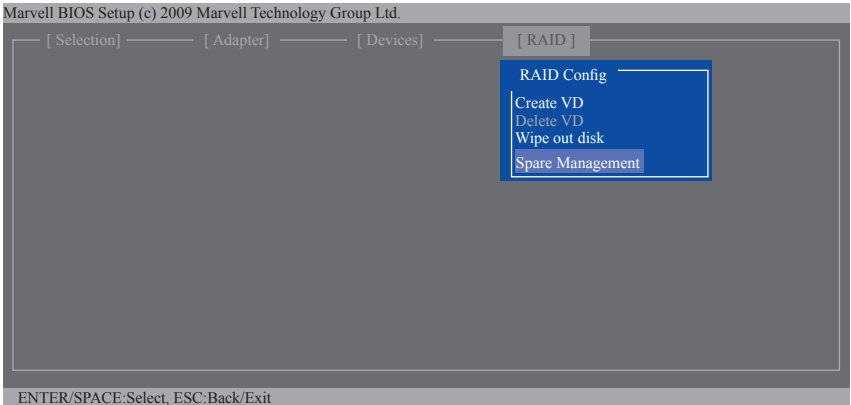 Marvell BIOS Setup (c) 2009 Marvell Technology Group Ltd.
[ Selection] [ Adapter] [ Devices] [ RAID ]
RAID Config
Create VD
Delete VD
Wipe out disk
Spare Management
ENTER/SPACE:Select, ESC:Back/Exit